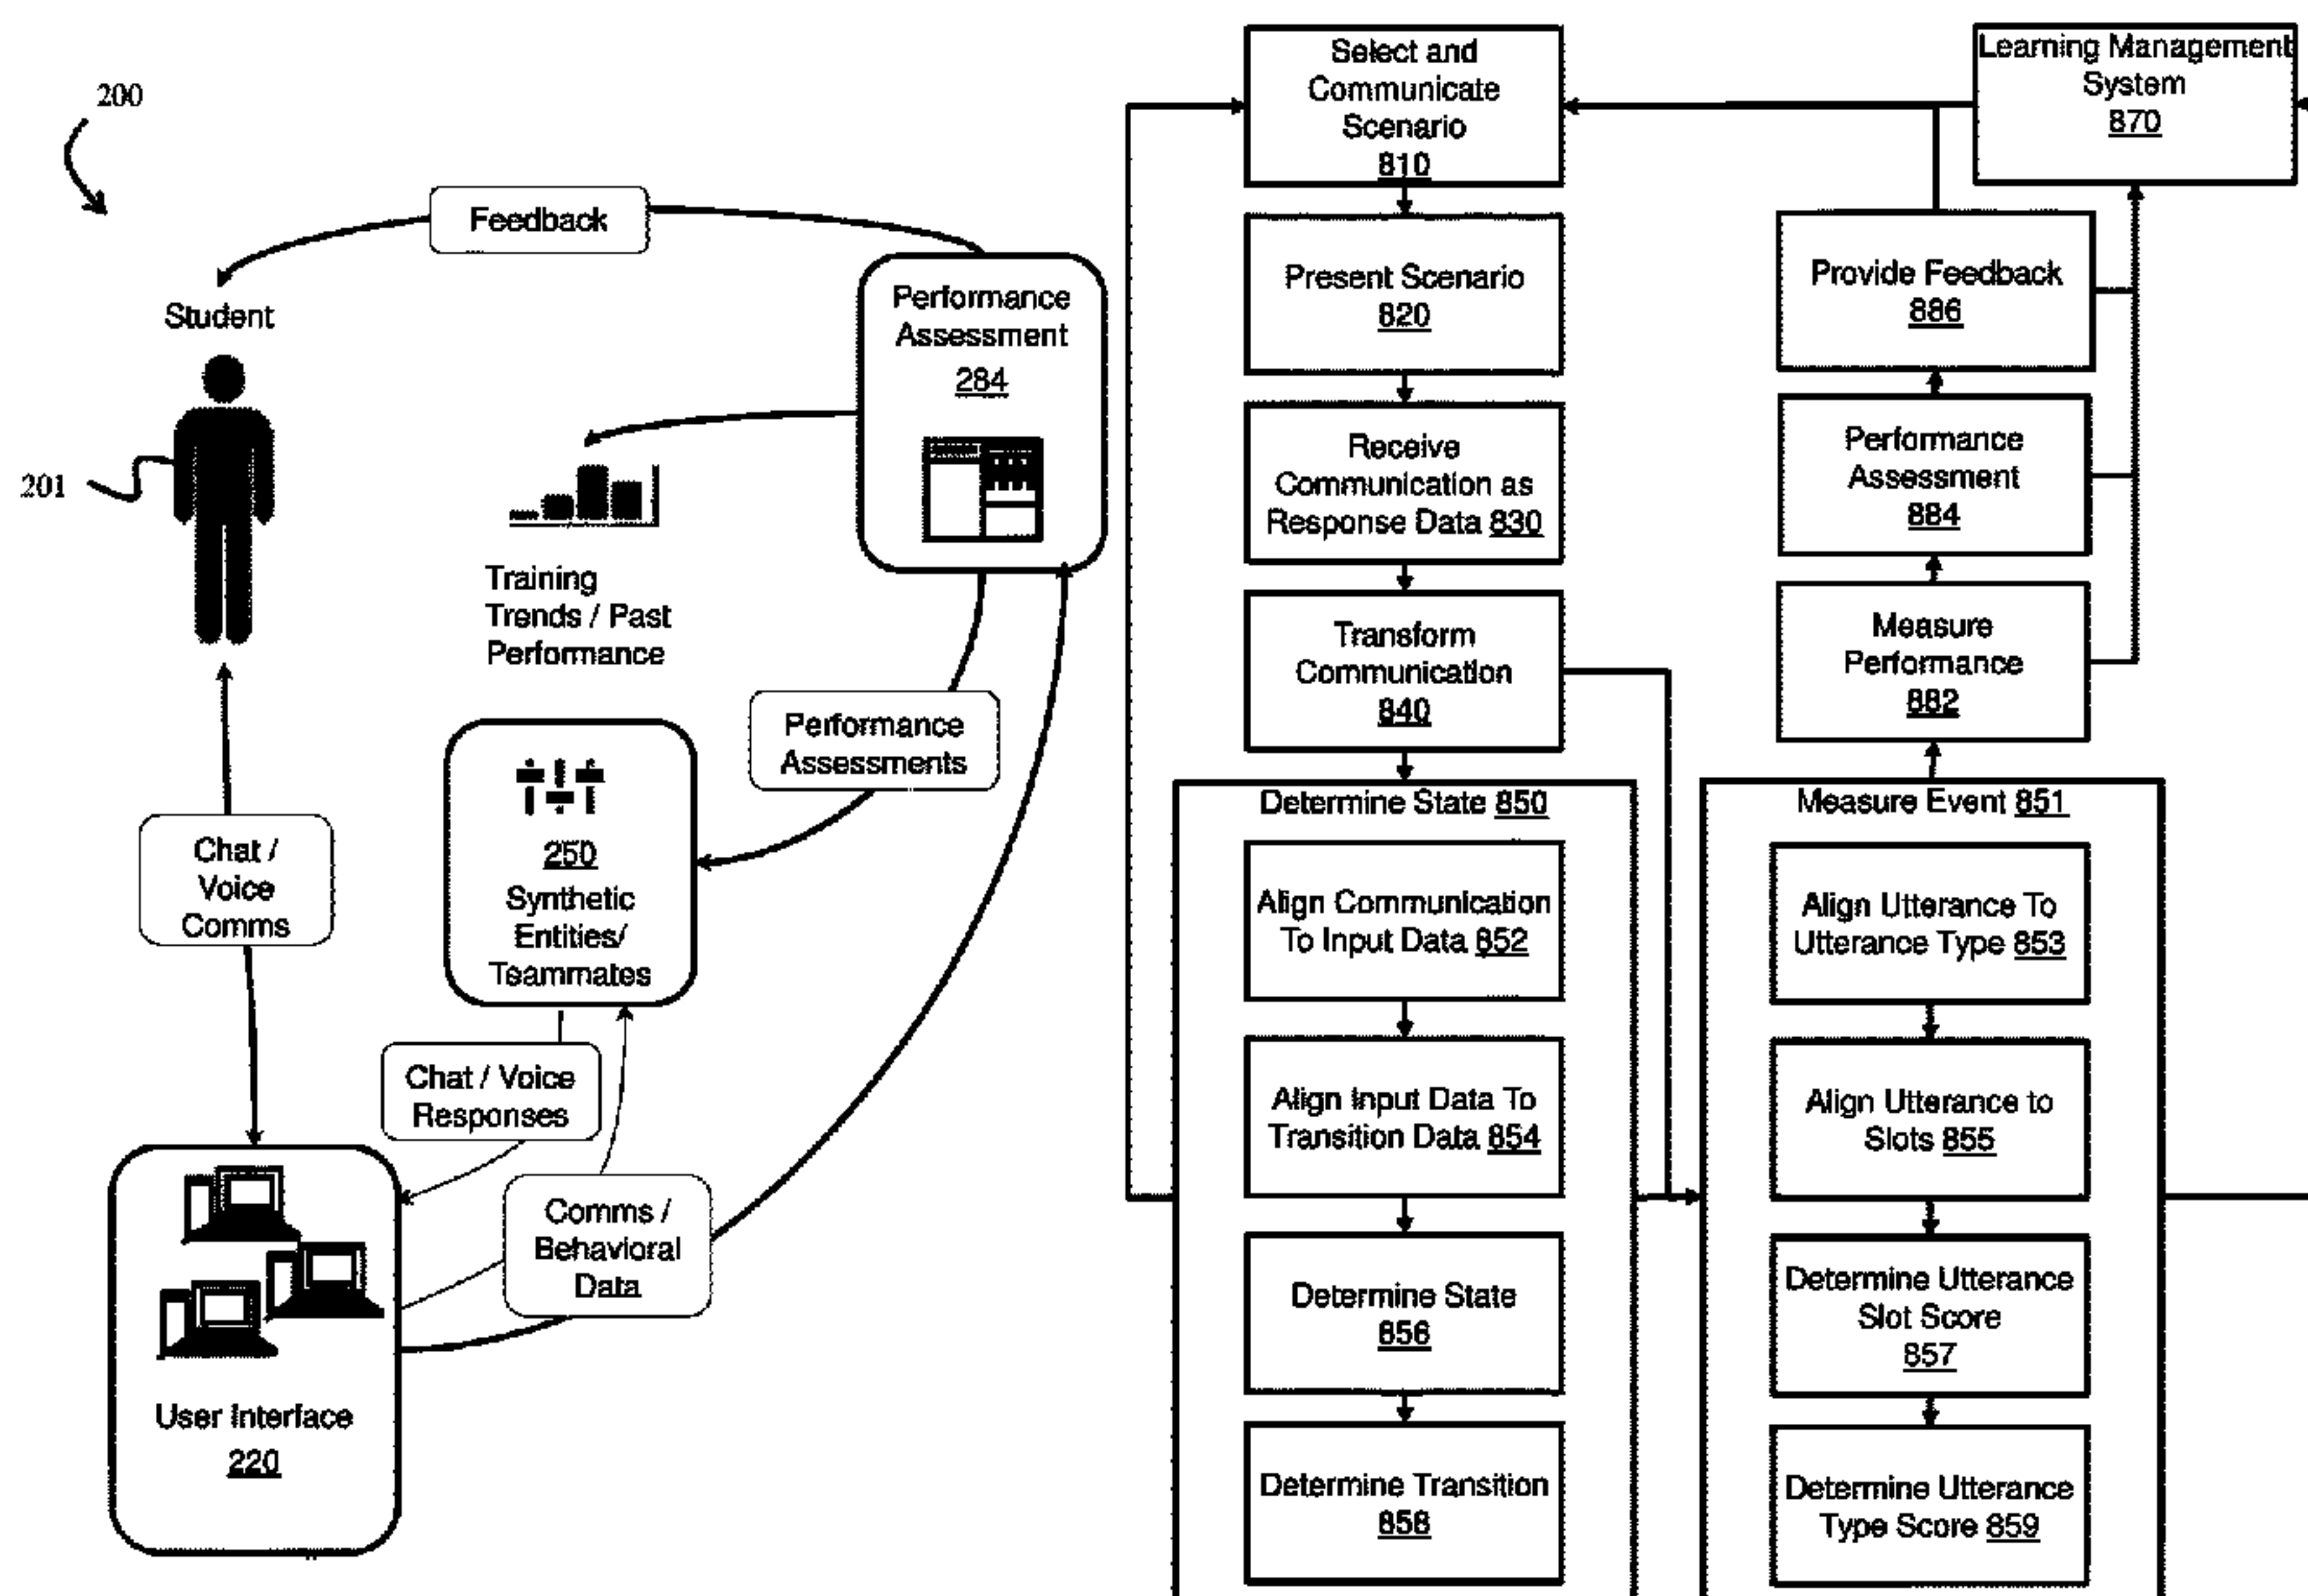 200
Feedback
Student
201
Performance
Assessment
284
Training
Trends / Past
Performance
Performance
Assessments
250
Synthetic
Entities/
Teammates
Chat /
Voice
Comms
Chat / Voice
Responses
Comms /
Behavioral
Data
User Interface
220
Select and
Communicate
Scenario
810
Present Scenario
820
Receive
Communication as
Response Data 830
Transform
Communication
840
Determine State 850
Align Communication
To Input Data 852
Align Input Data To
Transition Data 854
Determine State
856
Determine Transition
858
Learning Management
System
870
Provide Feedback
886
Performance
Assessment
884
Measure
Performance
882
Measure Event 851
Align Utterance To
Utterance Type 853
Align Utterance to
Slots 855
Determine Utterance
Slot Score
857
Determine Utterance
Type Score 859